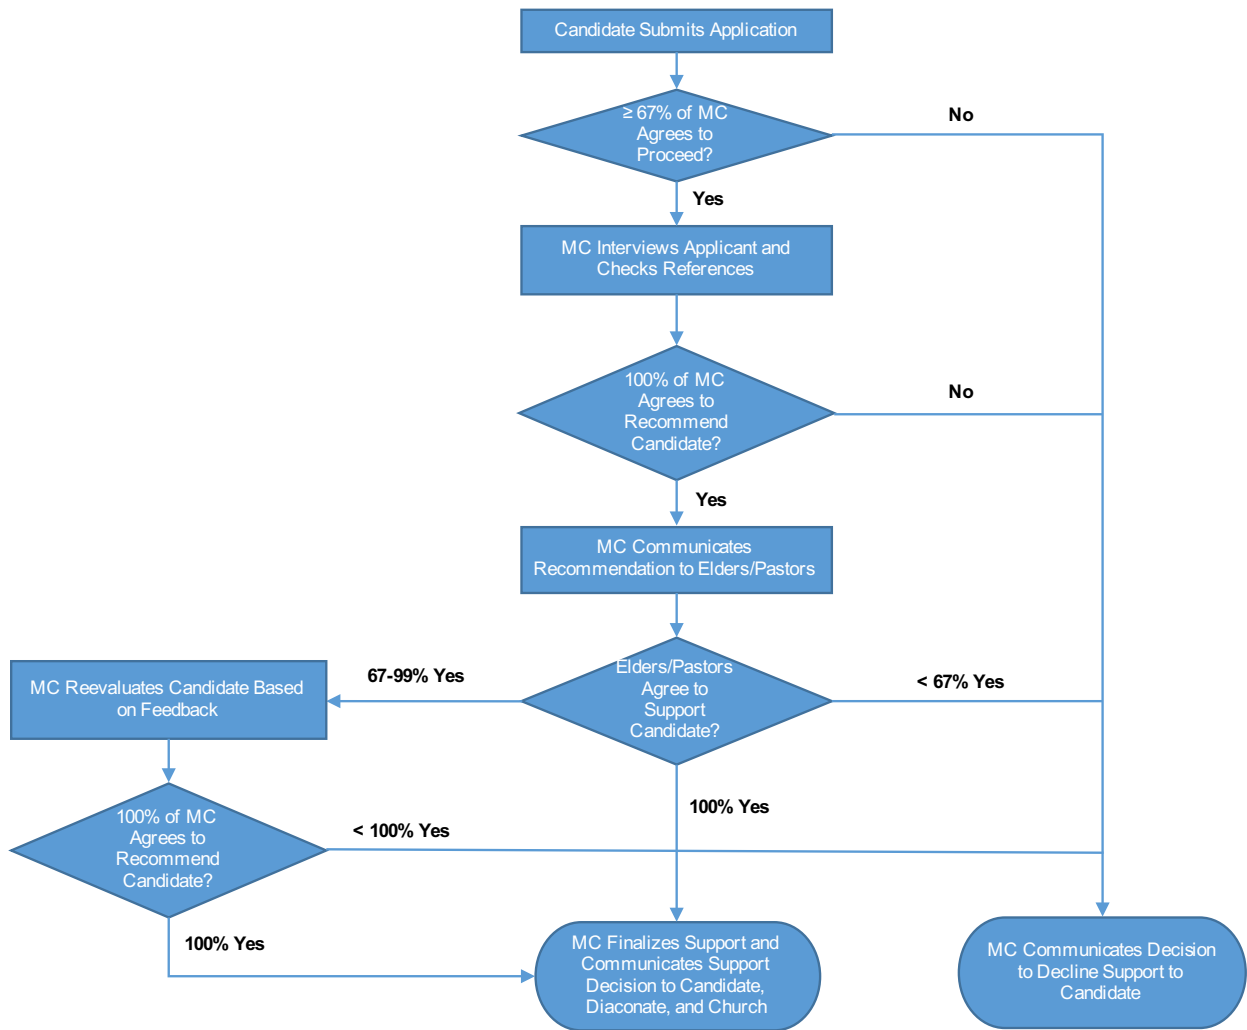 Candidate Submits Application
≥ 67% of MC
Agrees to
Proceed?
No
Yes
MC Interviews Applicant and
Checks References
100% of MC
Agrees to
Recommend
Candidate?
No
Yes
MC Communicates
Recommendation to Elders/Pastors
Elders/Pastors
Agree to
Support
Candidate?
67-99% Yes
< 67% Yes
MC Reevaluates Candidate Based
on Feedback
100% Yes
100% of MC
Agrees to
Recommend
Candidate?
< 100% Yes
100% Yes
MC Finalizes Support and
Communicates Support
Decision to Candidate,
Diaconate, and Church
MC Communicates Decision
to Decline Support to
Candidate